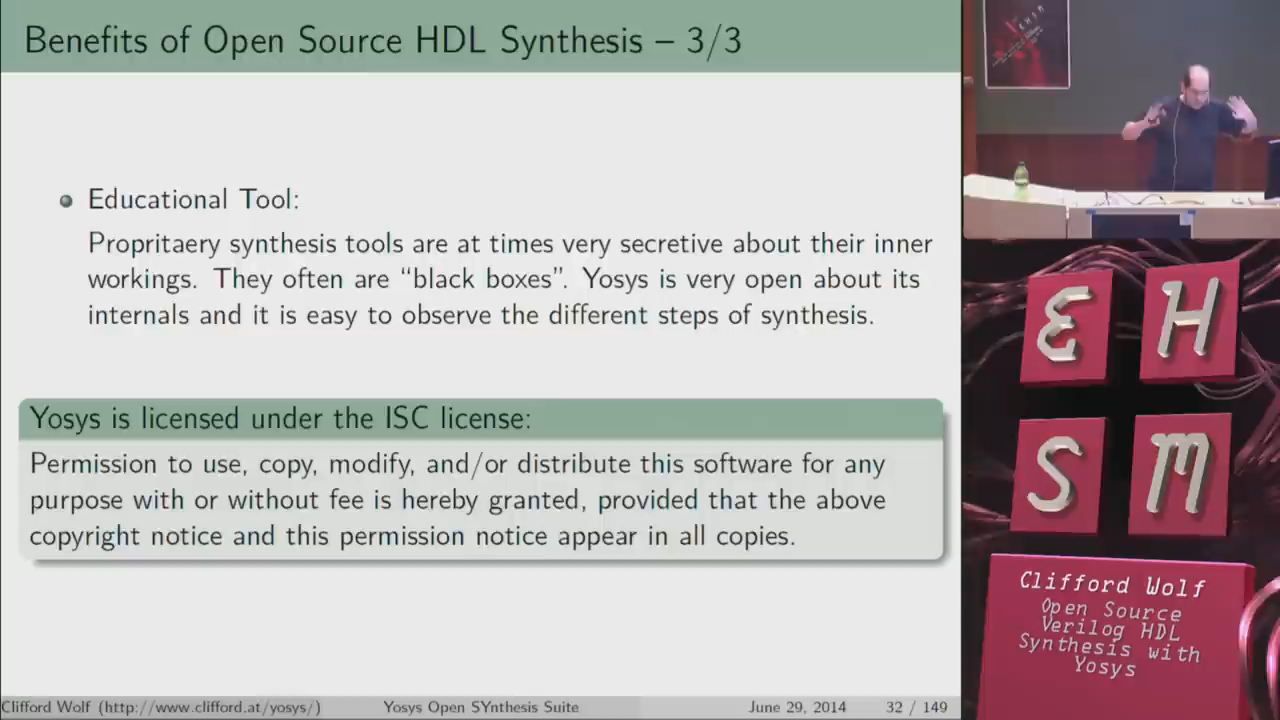 Benefits of Open Source HDL Synthesis – 3/3
Educational Tool:
Propritaery synthesis tools are at times very secretive about their inner
workings. They often are “black boxes”. Yosys is very open about its
internals and it is easy to observe the different steps of synthesis.
Yosys is licensed under the ISC license:
Permission to use, copy, modify, and/or distribute this software for any
purpose with or without fee is hereby granted, provided that the above
copyright notice and this permission notice appear in all copies.
Clifford Wolf (http://www.clifford.at/yosys/) Yosys Open SYnthesis Suite June 29, 2014 32 / 149
E H
S M
Clifford Wolf
Open Source
Verilog HDL
Synthesis with
Yosys